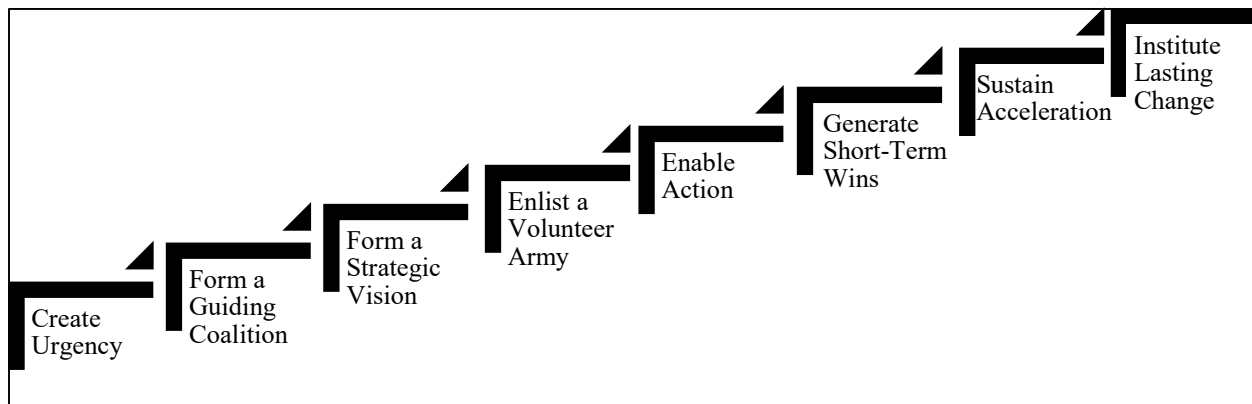 Create
Urgency
Form a
Guiding
Coalition
Form a
Strategic
Vision
Enlist a
Volunteer
Army
Enable
Action
Generate
Short-Term
Wins
Sustain
Acceleration
Institute
Lasting
Change